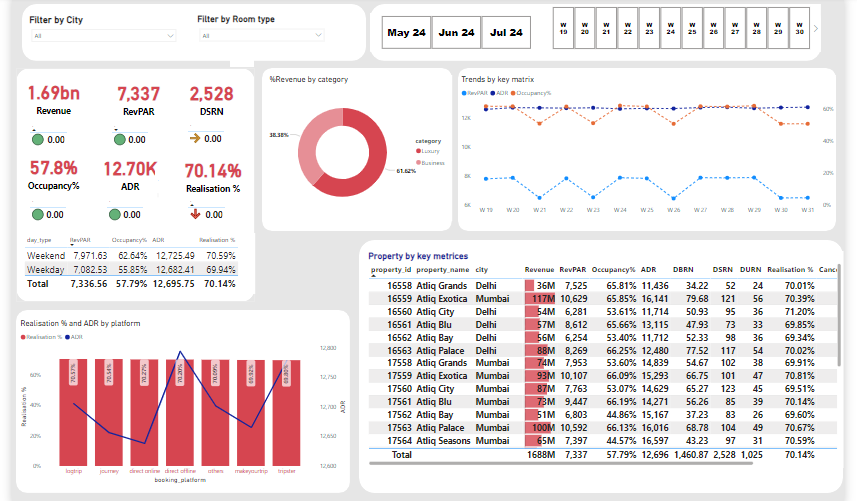 Filter by City
All
Filter by Room type
All
May 24 Jun 24 Jul 24
W 19 W 20 W 21 W 22 W 23 W 24 W 25 W 26 W 27 W 28 W 29 W 30
1.69bn 7,337 2,528
Revenue RevPAR DSRN
0.00 0.00 0.00
57.8% 12.70K 70.14%
Occupancy% ADR Realisation %
0.00 0.00 0.00
day_type RevPAR Occupancy% ADR Realisation %
Weekend 7,971.63 62.64% 12,725.49 70.59%
Weekday 7,082.53 55.85% 12,682.41 69.94%
Total 7,336.56 57.79% 12,695.75 70.14%
%Revenue by category
38.38%
61.62%
category
Luxury
Business
Trends by key matrix
RevPAR ADR Occupancy%
12K 60%
10K 40%
8K 20%
6K 0%
W 19 W 20 W 21 W 22 W 23 W 24 W 25 W 26 W 27 W 28 W 29 W 30 W 31
Realisation % and ADR by platform
Realisation % ADR
Realisation %
60%
40%
20%
0%
70.57% 70.54% 70.27% 70.20% 70.09% 69.92% 69.86%
12,800
12,750
12,700
12,650
12,600
ADR
logtrip journey direct online direct offline others makeyourtrip tripster
booking_platform
Property by key metrices
property_id property_name city Revenue RevPAR Occupancy% ADR DBRN DSRN DURN Realisation % Canc
16558 Atliq Grands Delhi 36M 7,525 65.81% 11,436 34.22 52 24 70.01%
16559 Atliq Exotica Mumbai 117M 10,629 65.85% 16,141 79.68 121 56 70.39%
16560 Atliq City Delhi 54M 6,281 53.61% 11,714 50.93 95 36 71.20%
16561 Atliq Blu Delhi 57M 8,612 65.66% 13,115 47.93 73 33 69.85%
16562 Atliq Bay Delhi 56M 6,254 53.40% 11,712 52.33 98 36 69.34%
16563 Atliq Palace Delhi 88M 8,269 66.25% 12,480 77.52 117 54 70.02%
17558 Atliq Grands Mumbai 74M 7,953 53.60% 14,839 54.67 102 38 69.91%
17559 Atliq Exotica Mumbai 93M 10,107 66.09% 15,293 66.75 101 47 70.81%
17560 Atliq City Mumbai 87M 7,763 53.07% 14,629 65.27 123 45 69.51%
17561 Atliq Blu Mumbai 73M 9,447 66.19% 14,271 56.26 85 39 70.14%
17562 Atliq Bay Mumbai 51M 6,803 44.86% 15,167 37.23 83 26 69.60%
17563 Atliq Palace Mumbai 100M 10,592 66.13% 16,016 68.78 104 49 70.67%
17564 Atliq Seasons Mumbai 65M 7,397 44.57% 16,597 43.23 97 31 70.59%
Total 1688M 7,337 57.79% 12,696 1,460.87 2,528 1,025 70.14%